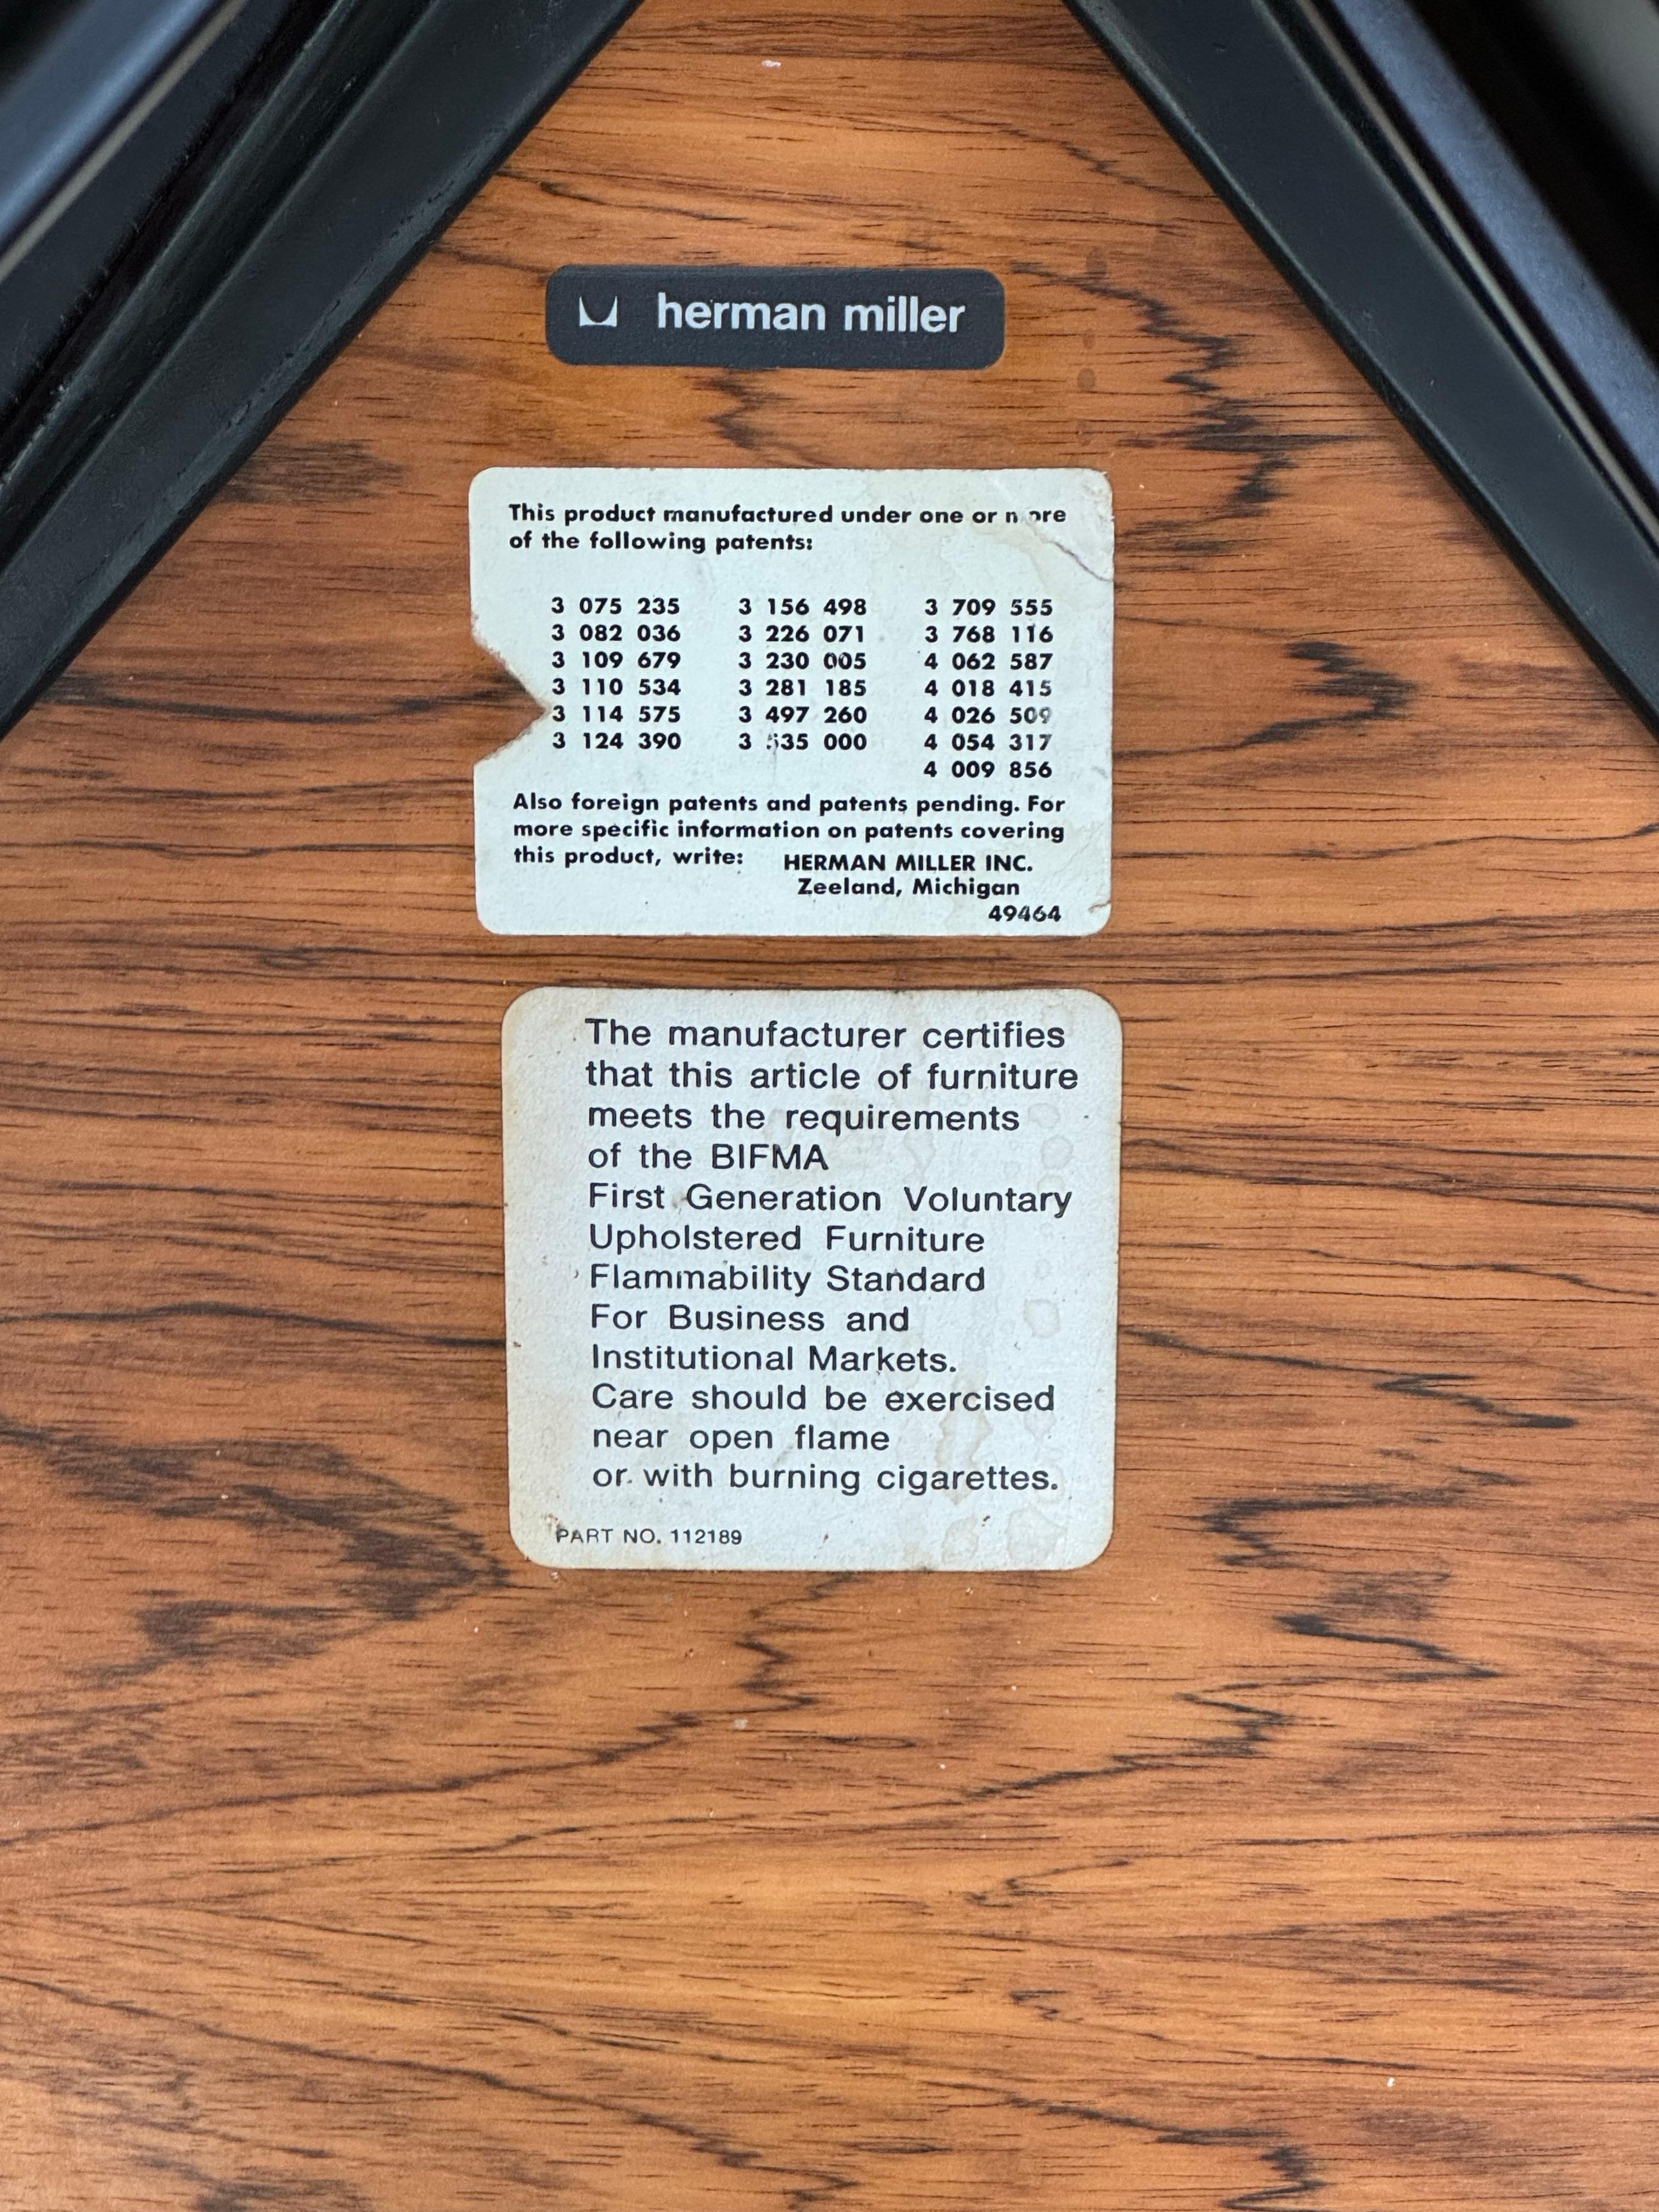 herman miller
This product manufactured under one or more
of the following patents:
3 075 235 3 156 498 3 709 555
3 082 036 3 226 071 3 768 116
3 109 679 3 230 005 4 062 587
3 110 534 3 281 185 4 018 415
3 114 575 3 497 260 4 026 509
3 124 390 3 535 000 4 054 317
4 009 856
Also foreign patents and patents pending. For
more specific information on patents covering
this product, write: HERMAN MILLER INC.
Zeeland, Michigan
49464
The manufacturer certifies
that this article of furniture
meets the requirements
of the BIFMA
First Generation Voluntary
Upholstered Furniture
Flammability Standard
For Business and
Institutional Markets.
Care should be exercised
near open flame
or with burning cigarettes.
PART NO. 112189